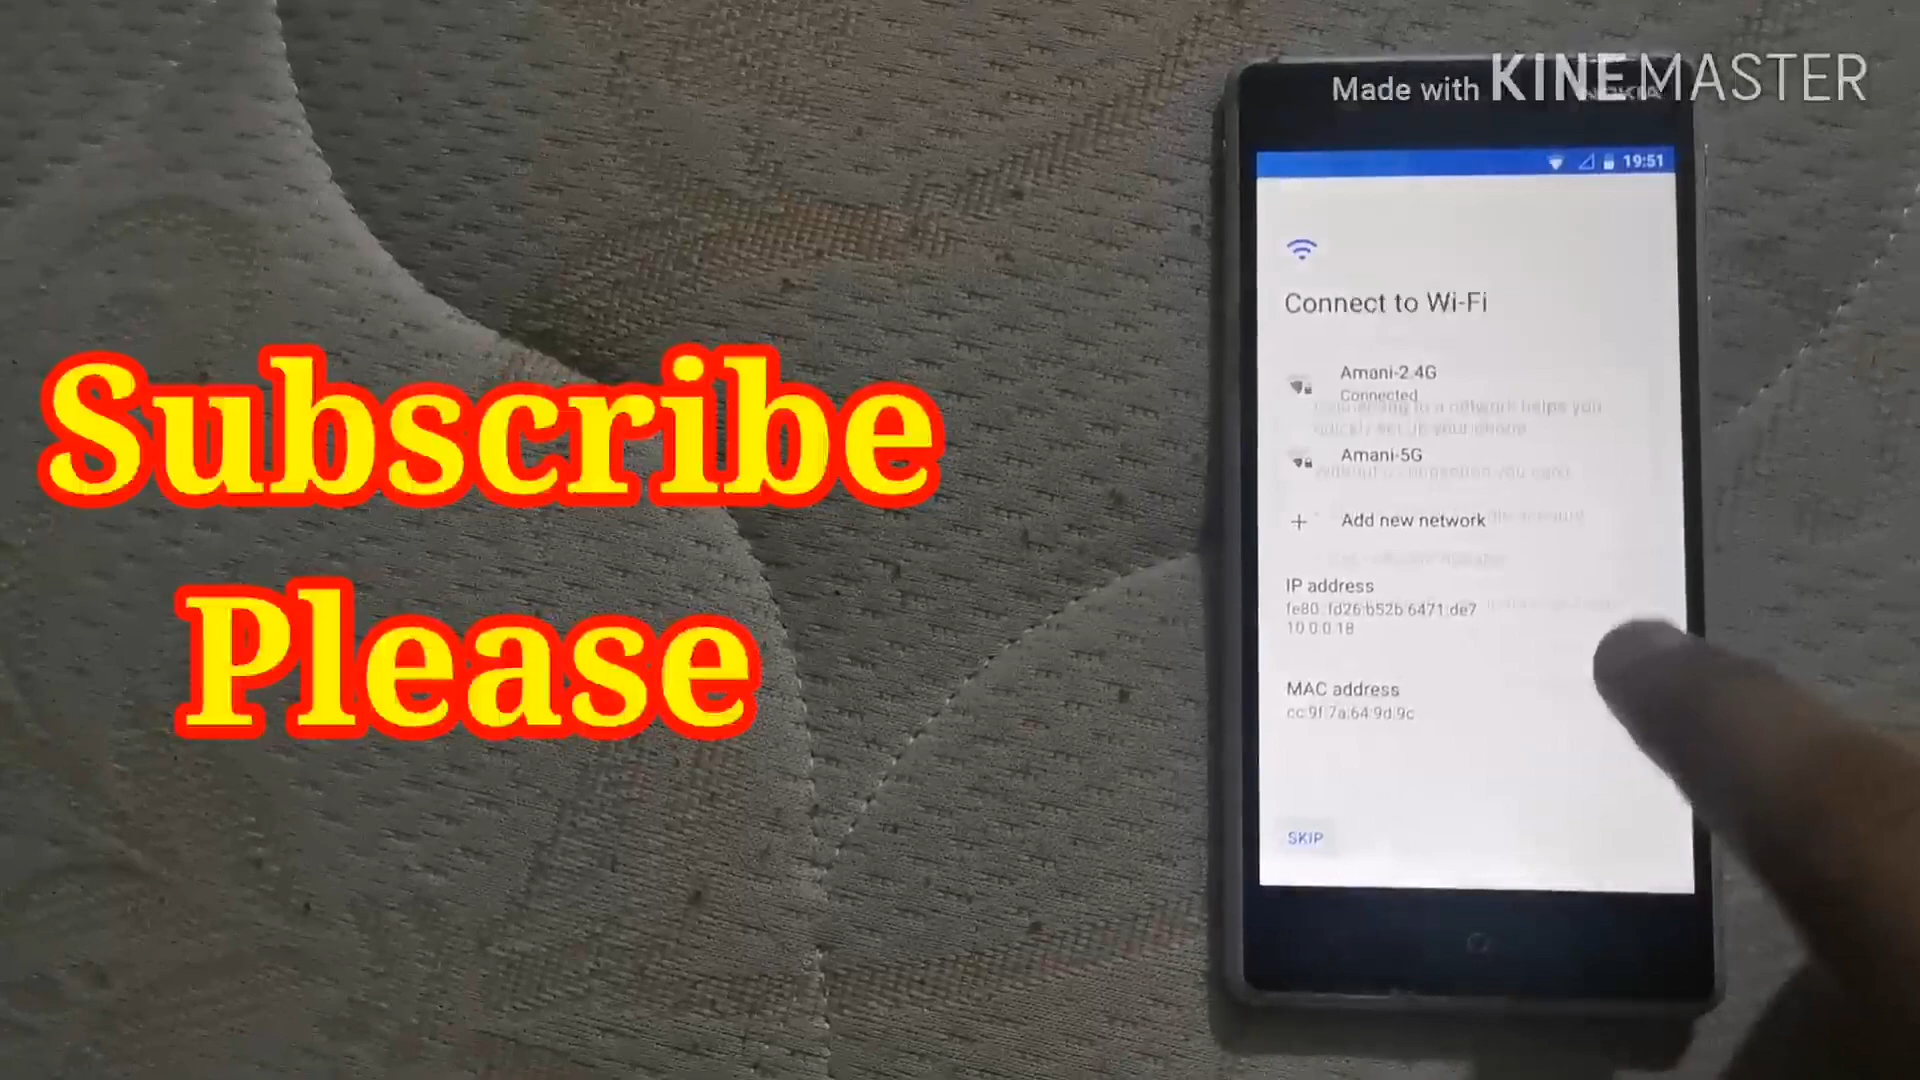 Made with KINEMASTER
NOKIA
19:51
Connect to Wi-Fi
Amani-2.4G
Connected
Amani-5G
Add new network
IP address
fe80::fd26:b52b:6471:de7
10.0.0.18
MAC address
cc:9f:7a:64:9d:9c
SKIP
Subscribe
Please